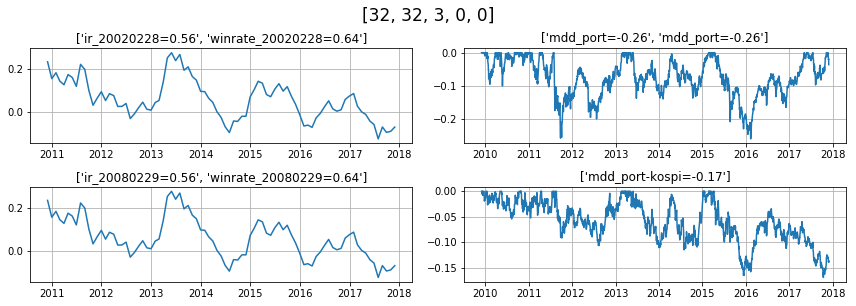 [32, 32, 3, 0, 0]
['ir_20020228=0.56', 'winrate_20020228=0.64']
0.2
0.0
2011 2012 2013 2014 2015 2016 2017 2018
['mdd_port=-0.26', 'mdd_port=-0.26']
0.0
−0.1
−0.2
2010 2011 2012 2013 2014 2015 2016 2017 2018
['ir_20080229=0.56', 'winrate_20080229=0.64']
0.2
0.0
2011 2012 2013 2014 2015 2016 2017 2018
['mdd_port-kospi=-0.17']
0.00
−0.05
−0.10
−0.15
2010 2011 2012 2013 2014 2015 2016 2017 2018